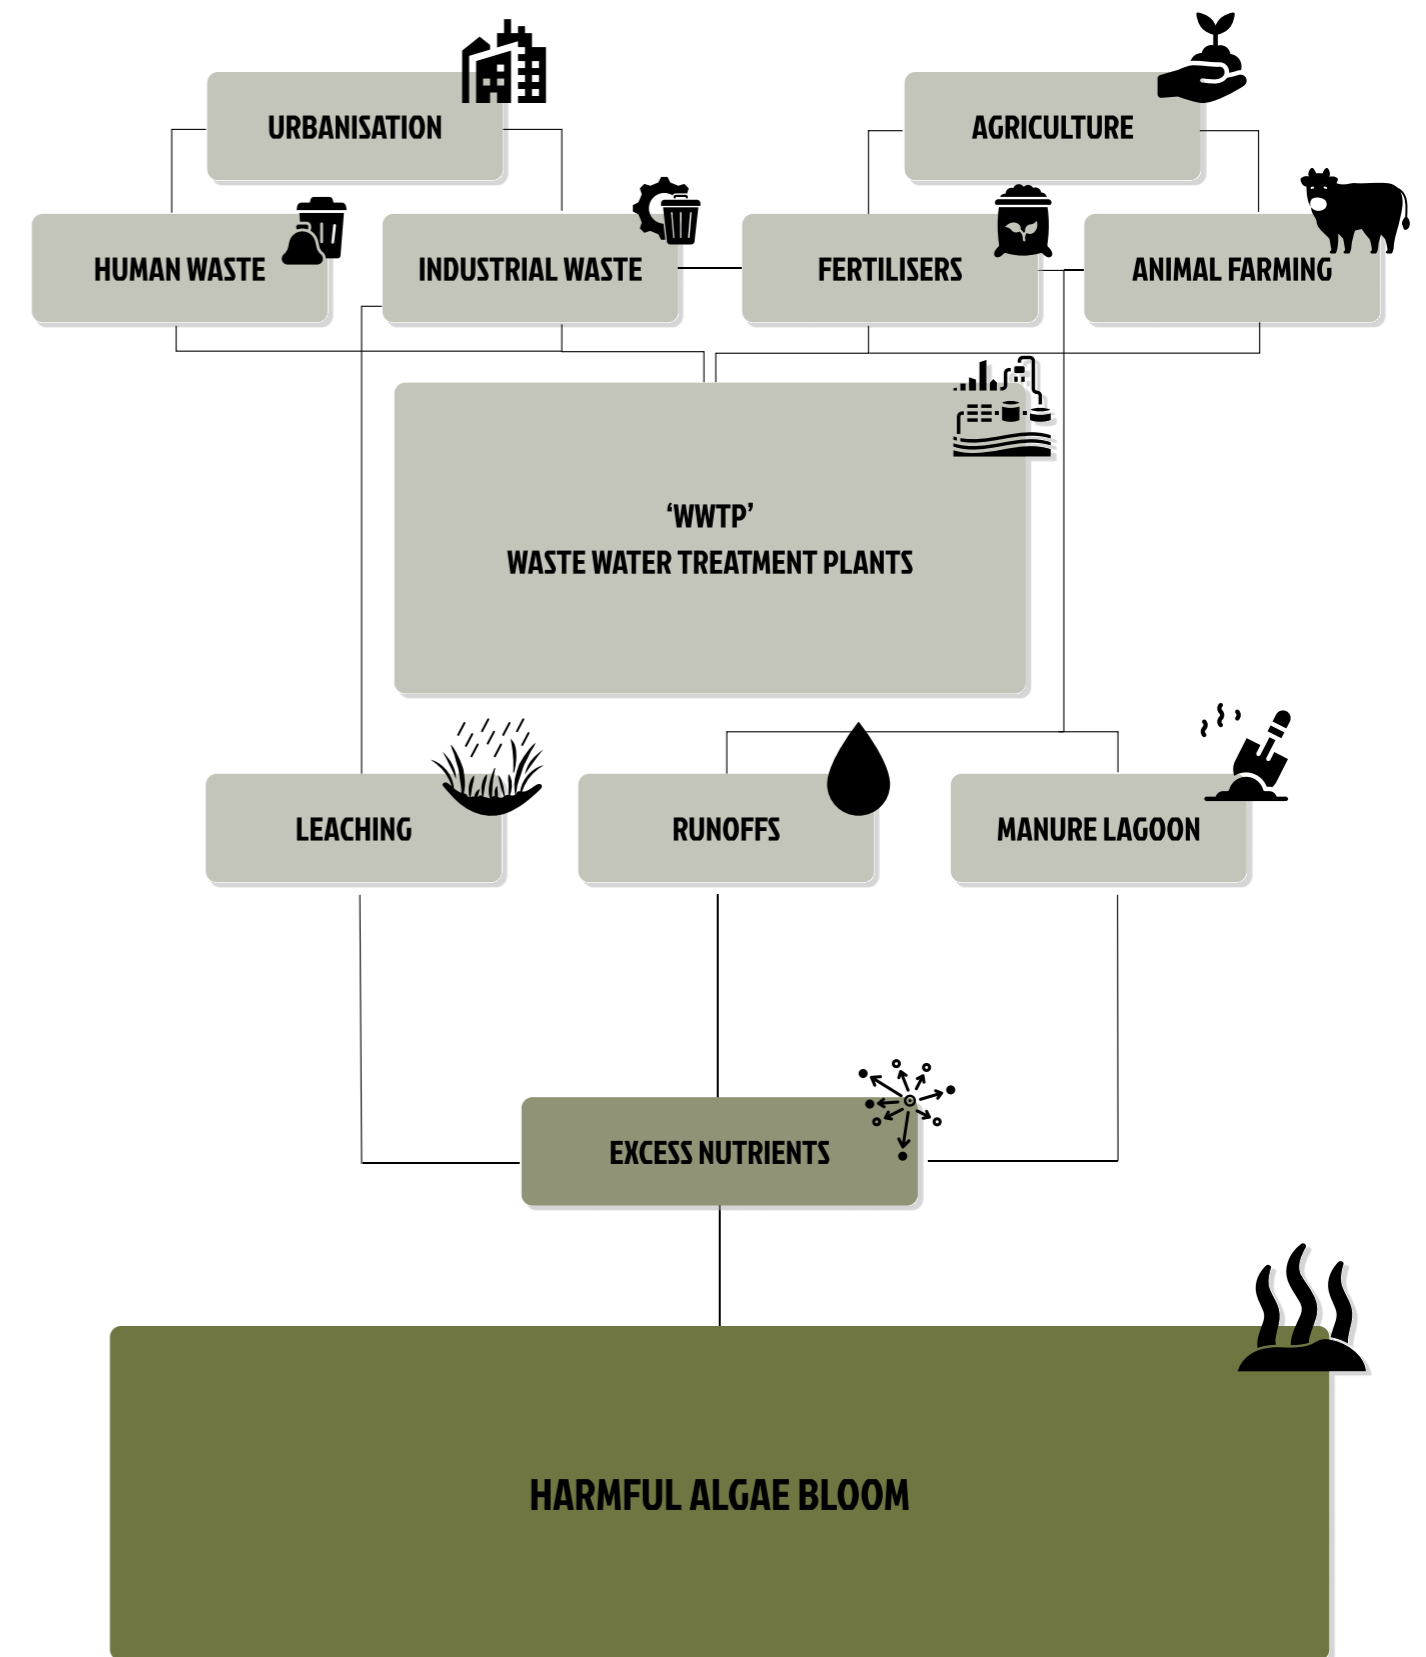 URBANISATION
AGRICULTURE
HUMAN WASTE
INDUSTRIAL WASTE
FERTILISERS
ANIMAL FARMING
‘WWTP’
WASTE WATER TREATMENT PLANTS
LEACHING
RUNOFFS
MANURE LAGOON
EXCESS NUTRIENTS
HARMFUL ALGAE BLOOM